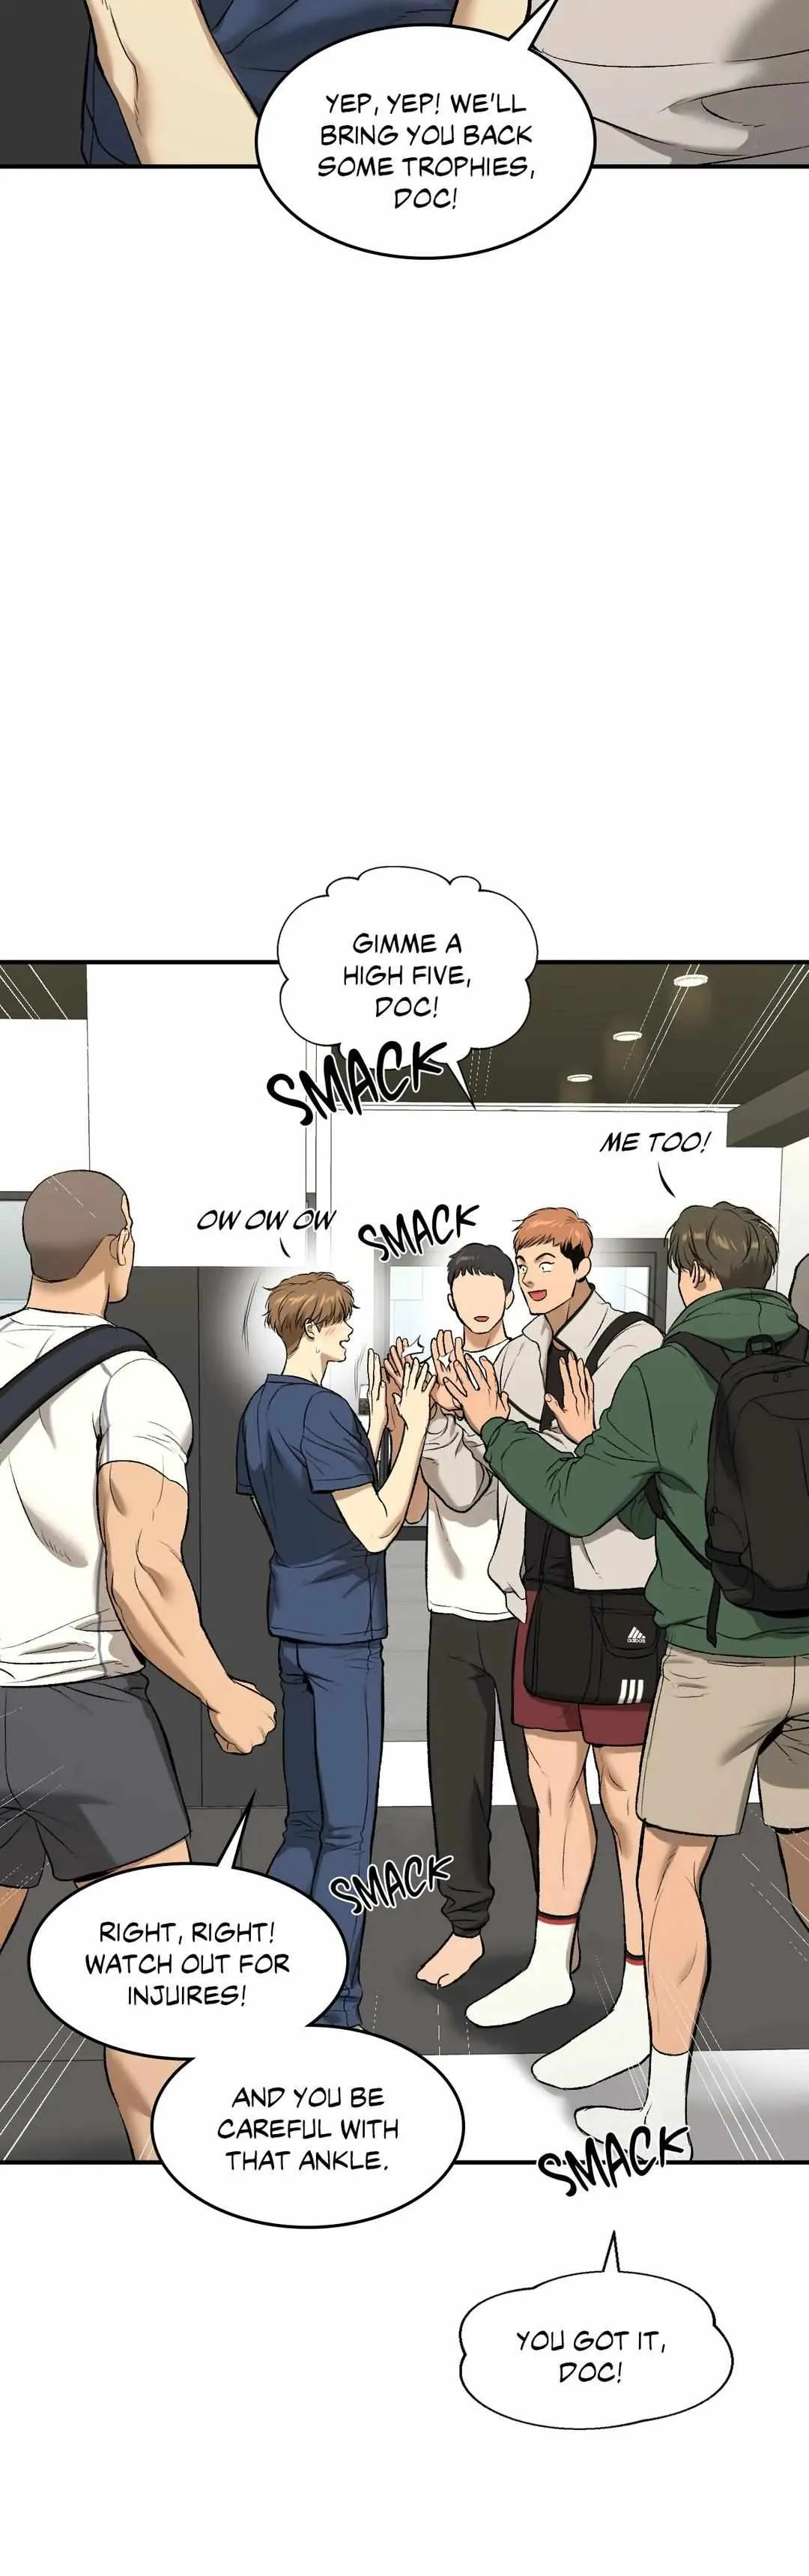 YEP, YEP! WE'LL
BRING YOU BACK
SOME TROPHIES,
DOC!
GIMME A
HIGH FIVE,
DOC!
SMACK
ME TOO!
OW OW OW
SMACK
adidas
SMACK
RIGHT, RIGHT!
WATCH OUT FOR
INJUIRES!
AND YOU BE
CAREFUL WITH
THAT ANKLE.
SMACK
YOU GOT IT,
DOC!